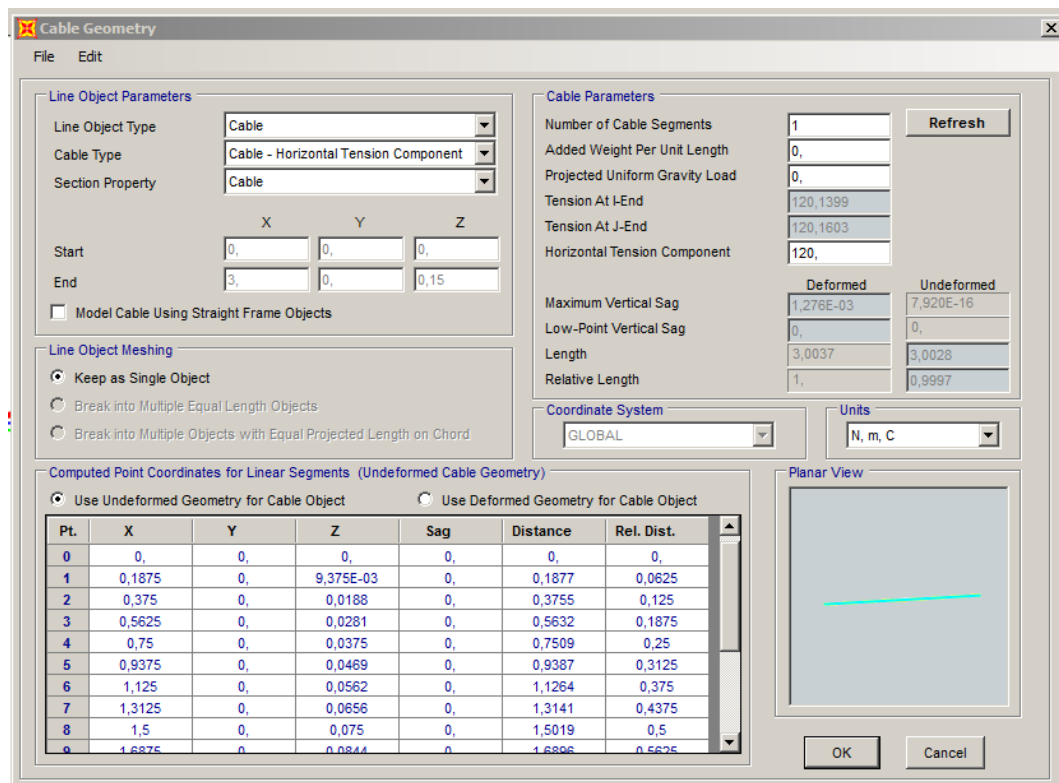 Cable Geometry
File Edit
Line Object Parameters
Line Object Type Cable
Cable Type Cable - Horizontal Tension Component
Section Property Cable
X Y Z
Start 0, 0, 0,
End 3, 0, 0,15
Model Cable Using Straight Frame Objects
Line Object Meshing
Keep as Single Object
Break into Multiple Equal Length Objects
Break into Multiple Objects with Equal Projected Length on Chord
Cable Parameters
Number of Cable Segments 1 Refresh
Added Weight Per Unit Length 0,
Projected Uniform Gravity Load 0,
Tension At I-End 120,1399
Tension At J-End 120,1603
Horizontal Tension Component 120,
Deformed Undeformed
Maximum Vertical Sag 1,276E-03 7,920E-16
Low-Point Vertical Sag 0, 0,
Length 3,0037 3,0028
Relative Length 1, 0,9997
Coordinate System
GLOBAL
Units
N, m, C
Computed Point Coordinates for Linear Segments (Undeformed Cable Geometry)
Use Undeformed Geometry for Cable Object Use Deformed Geometry for Cable Object
Pt. X Y Z Sag Distance Rel. Dist.
0 0, 0, 0, 0, 0, 0,
1 0,1875 0, 9,375E-03 0, 0,1877 0,0625
2 0,375 0, 0,0188 0, 0,3755 0,125
3 0,5625 0, 0,0281 0, 0,5632 0,1875
4 0,75 0, 0,0375 0, 0,7509 0,25
5 0,9375 0, 0,0469 0, 0,9387 0,3125
6 1,125 0, 0,0562 0, 1,1264 0,375
7 1,3125 0, 0,0656 0, 1,3141 0,4375
8 1,5 0, 0,075 0, 1,5019 0,5
9 1,6875 0, 0,0844 0, 1,6896 0,5625
Planar View
OK Cancel